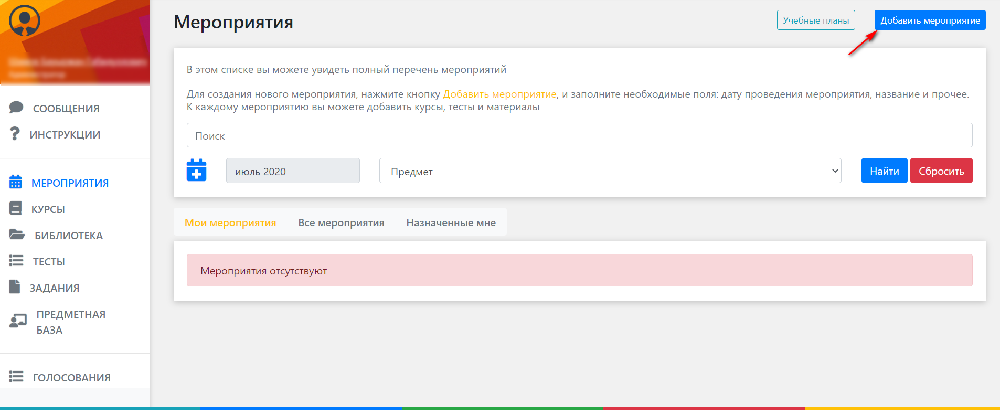 СООБЩЕНИЯ
ИНСТРУКЦИИ
МЕРОПРИЯТИЯ
КУРСЫ
БИБЛИОТЕКА
ТЕСТЫ
ЗАДАНИЯ
ПРЕДМЕТНАЯ
БАЗА
ГОЛОСОВАНИЯ
Мероприятия
Учебные планы
Добавить мероприятие
В этом списке вы можете увидеть полный перечень мероприятий
Для создания нового мероприятия, нажмите кнопку Добавить мероприятие, и заполните необходимые поля: дату проведения мероприятия, название и прочее.
К каждому мероприятию вы можете добавить курсы, тесты и материалы
Поиск
июль 2020
Предмет
Найти
Сбросить
Мои мероприятия
Все мероприятия
Назначенные мне
Мероприятия отсутствуют